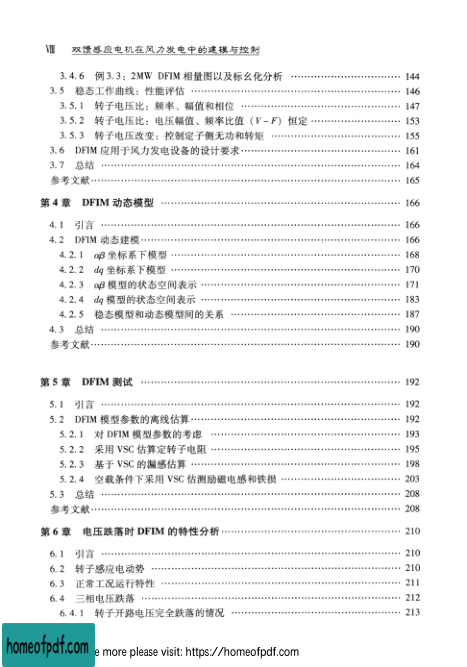 Ⅷ 双馈感应电机在风力发电中的建模与控制
3.4.6 例3.3：2MW DFIM 相量图以及标幺化分析 …… 144
3.5 稳态工作曲线：性能评估 …… 146
3.5.1 转子电压比：频率、幅值和相位 …… 147
3.5.2 转子电压比：电压幅值、频率比值（V-F）恒定 …… 153
3.5.3 转子电压改变：控制定子侧无功和转矩 …… 155
3.6 DFIM 应用于风力发电设备的设计要求 …… 161
3.7 总结 …… 164
参考文献 …… 165
第4章 DFIM 动态模型 …… 166
4.1 引言 …… 166
4.2 DFIM 动态建模 …… 166
4.2.1 αβ 坐标系下模型 …… 168
4.2.2 dq 坐标系下模型 …… 170
4.2.3 αβ 模型的状态空间表示 …… 171
4.2.4 dq 模型的状态空间表示 …… 183
4.2.5 稳态模型和动态模型间的关系 …… 187
4.3 总结 …… 190
参考文献 …… 190
第5章 DFIM 测试 …… 192
5.1 引言 …… 192
5.2 DFIM 模型参数的离线估算 …… 192
5.2.1 对 DFIM 模型参数的考虑 …… 193
5.2.2 采用 VSC 估算定转子电阻 …… 195
5.2.3 基于 VSC 的漏感估算 …… 198
5.2.4 空载条件下采用 VSC 估测励磁电感和铁损 …… 203
5.3 总结 …… 208
参考文献 …… 208
第6章 电压跌落时 DFIM 的特性分析 …… 210
6.1 引言 …… 210
6.2 转子感应电动势 …… 210
6.3 正常工况运行特性 …… 211
6.4 三相电压跌落 …… 212
6.4.1 转子开路电压完全跌落的情况 …… 213
homeofpdf.com
e more please visit: https://homeofpdf.com